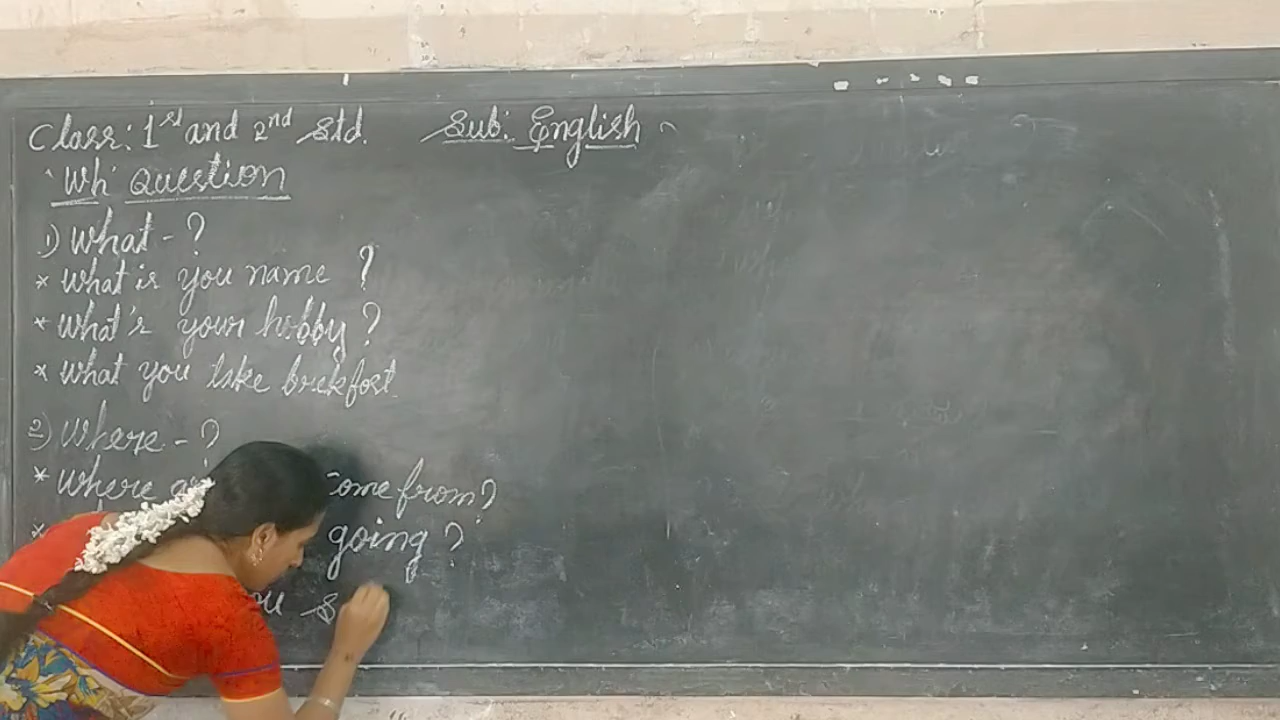 Class: 1st and 2nd Std. Sub: English
'Wh' Question
1) What - ?
* What is you name ?
* What's your hobby ?
* What you like brekfost
2) Where - ?
* Where come from?
* going ?